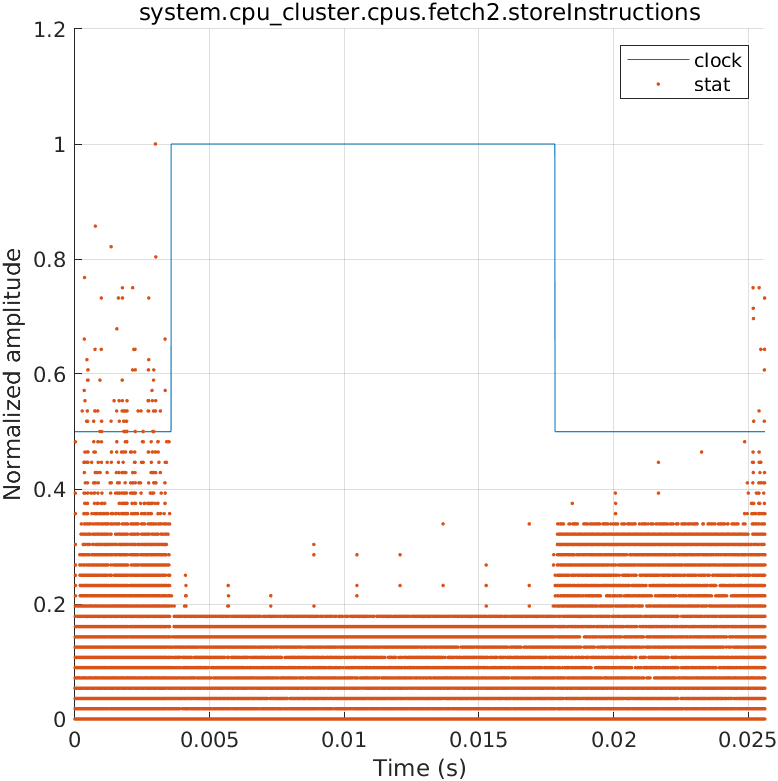 system.cpu_cluster.cpus.fetch2.storeInstructions
1.2
clock
stat
1
0.8
Normalized amplitude
0.6
0.4
0.2
0
0
0.005
0.01
0.015
0.02
0.025
Time (s)